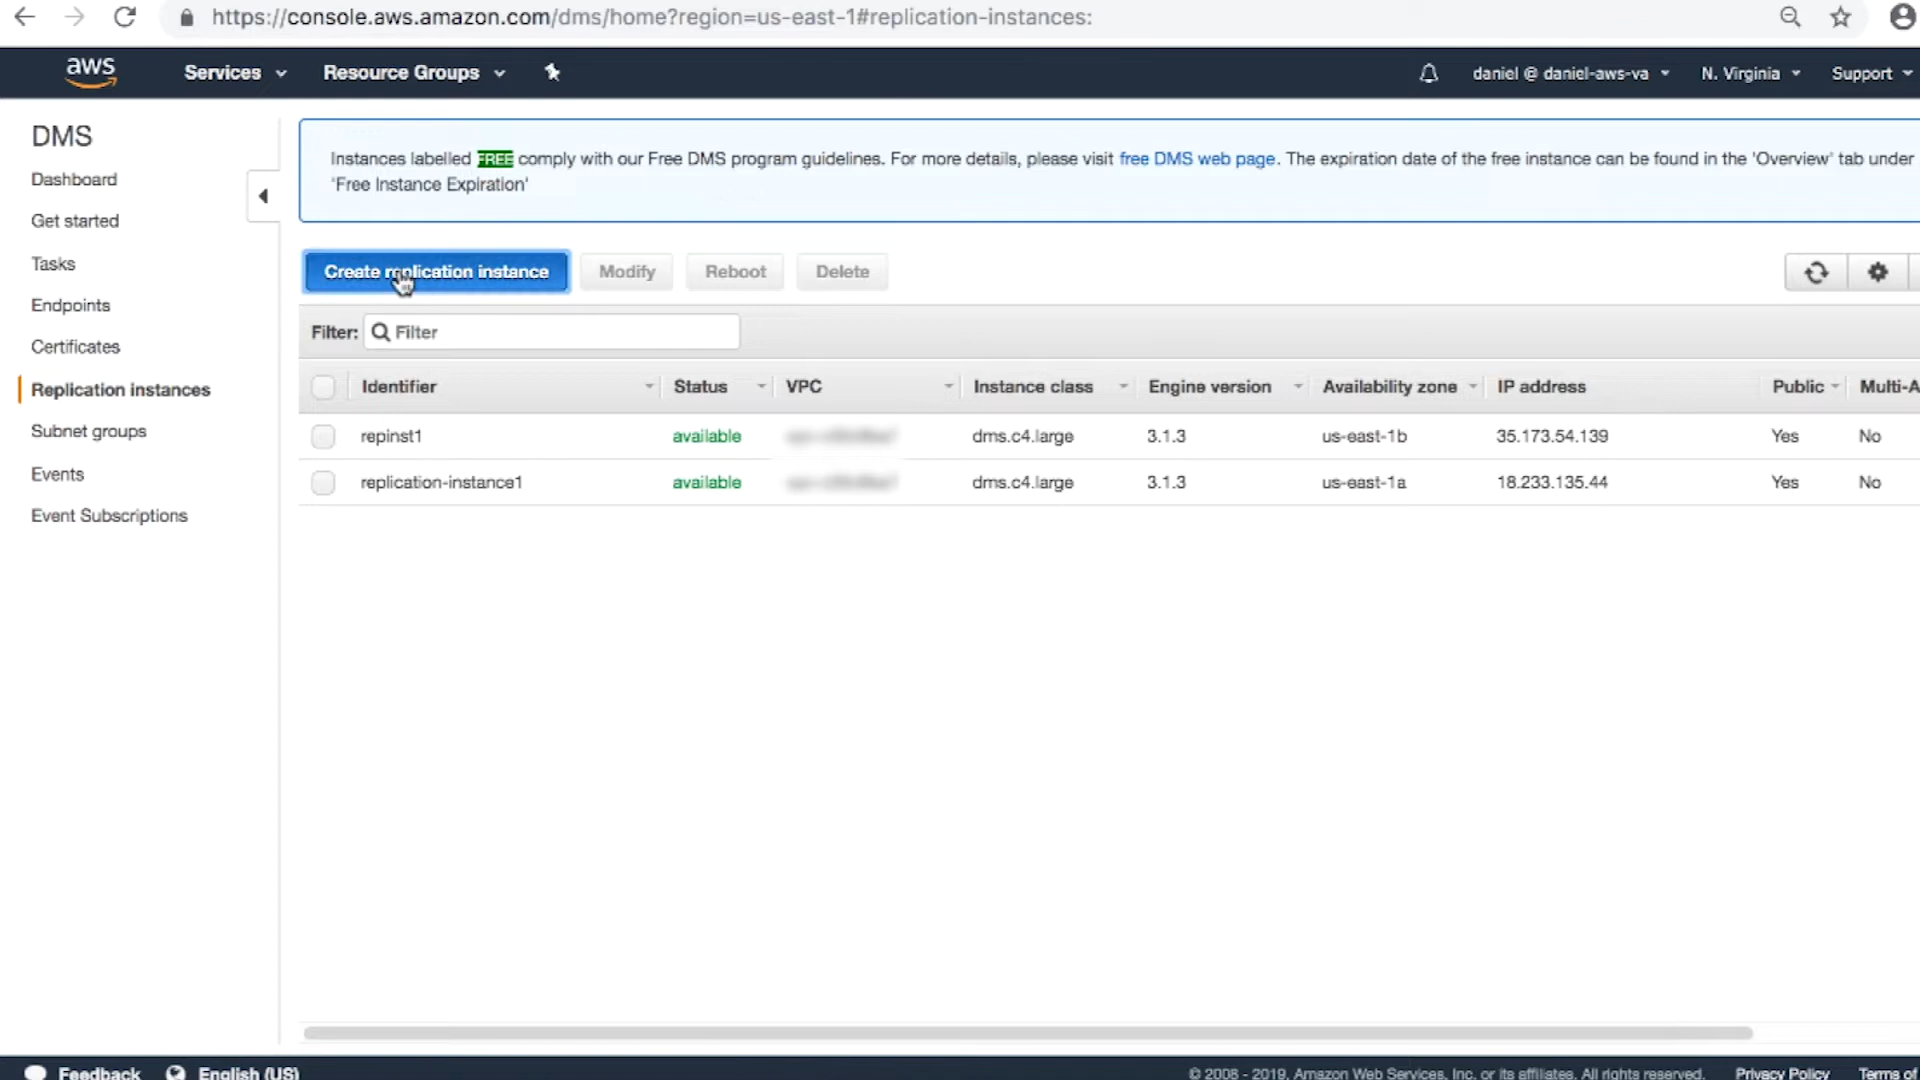 https://console.aws.amazon.com/dms/home?region=us-east-1#replication-instances:
aws
Services
Resource Groups
daniel @ daniel-aws-va
N. Virginia
Support
DMS
Dashboard
Get started
Tasks
Endpoints
Certificates
Replication instances
Subnet groups
Events
Event Subscriptions
Instances labelled FREE comply with our Free DMS program guidelines. For more details, please visit free DMS web page. The expiration date of the free instance can be found in the 'Overview' tab under
'Free Instance Expiration'
Create replication instance
Modify
Reboot
Delete
Filter:
Filter
Identifier Status VPC Instance class Engine version Availability zone IP address Public Multi-A
repinst1 available dms.c4.large 3.1.3 us-east-1b 35.173.54.139 Yes No
replication-instance1 available dms.c4.large 3.1.3 us-east-1a 18.233.135.44 Yes No
Feedback
English (US)
© 2008 - 2019, Amazon Web Services, Inc. or its affiliates. All rights reserved.
Privacy Policy
Terms of